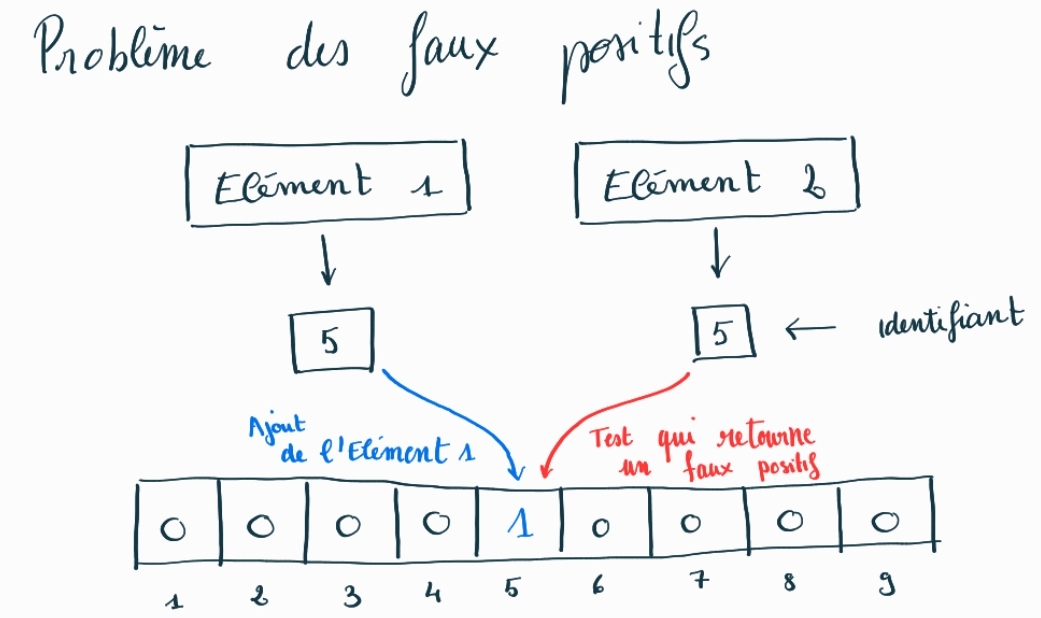 Problème des faux positifs
Elément 1
Elément 2
5
5
← identifiant
Ajout
de l'Elément 1
Test qui retourne
un faux positif
0 0 0 0 1 0 0 0 0
1 2 3 4 5 6 7 8 9